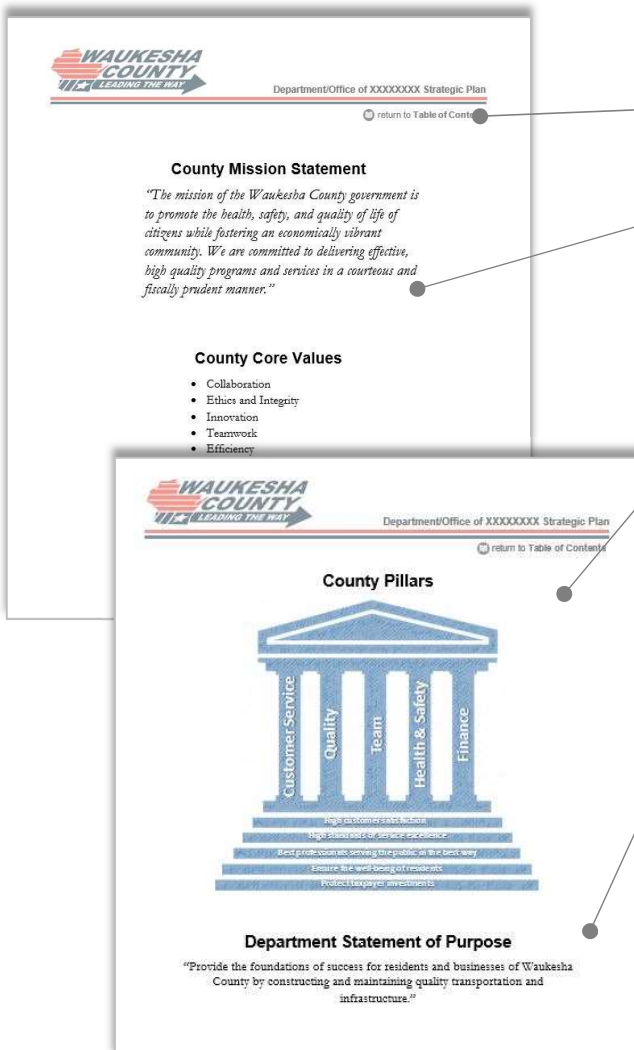 WAUKESHA
COUNTY
LEADING THE WAY
Department/Office of XXXXXXXX Strategic Plan
return to Table of Conte
County Mission Statement
“The mission of the Waukesha County government is
to promote the health, safety, and quality of life of
citizens while fostering an economically vibrant
community. We are committed to delivering effective,
high quality programs and services in a courteous and
fiscally prudent manner.”
County Core Values
• Collaboration
• Ethics and Integrity
• Innovation
• Teamwork
• Efficiency
WAUKESHA
COUNTY
LEADING THE WAY
Department/Office of XXXXXXXX Strategic Plan
return to Table of Contents
County Pillars
Customer Service
Quality
Team
Health & Safety
Finance
High customer satisfaction
High standards of service excellence
Best professionals serving the public in the best way
Ensure the well-being of residents
Protect taxpayer investments
Department Statement of Purpose
“Provide the foundations of success for residents and businesses of Waukesha
County by constructing and maintaining quality transportation and
infrastructure.”